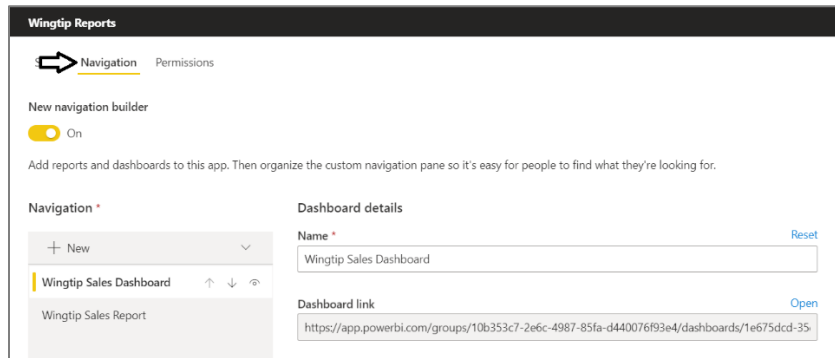 Wingtip Reports
S Navigation Permissions
New navigation builder
On
Add reports and dashboards to this app. Then organize the custom navigation pane so it's easy for people to find what they're looking for.
Navigation * Dashboard details
Name * Reset
+ New
Wingtip Sales Dashboard
Wingtip Sales Dashboard
Dashboard link Open
Wingtip Sales Report
https://app.powerbi.com/groups/10b353c7-2e6c-4987-85fa-d440076f93e4/dashboards/1e675dcd-35